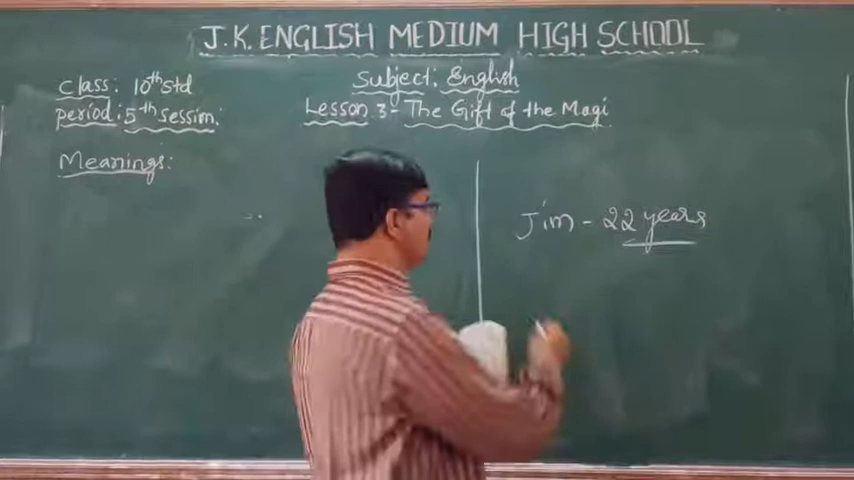 J.K.ENGLISH MEDIUM HIGH SCHOOL
Class: 10th std
Subject: English
Period: 5th session.
Lesson 3- The Gift of the Magi
Meanings:
Jim - 22 years